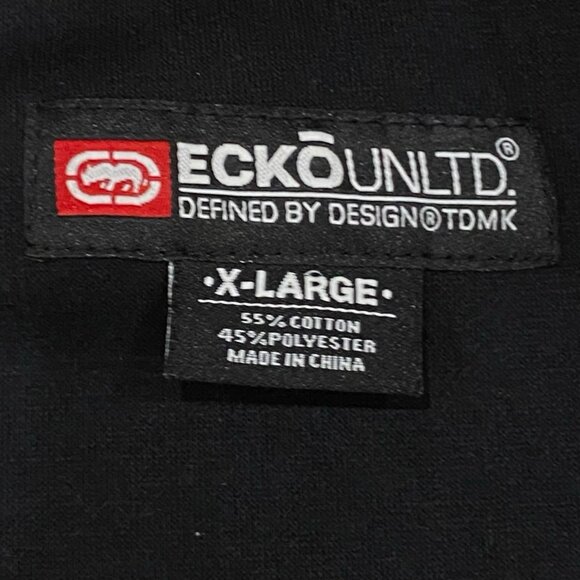 ECKŌUNLTD.®
DEFINED BY DESIGN®TDMK
·X-LARGE·
55% COTTON
45%POLYESTER
MADE IN CHINA